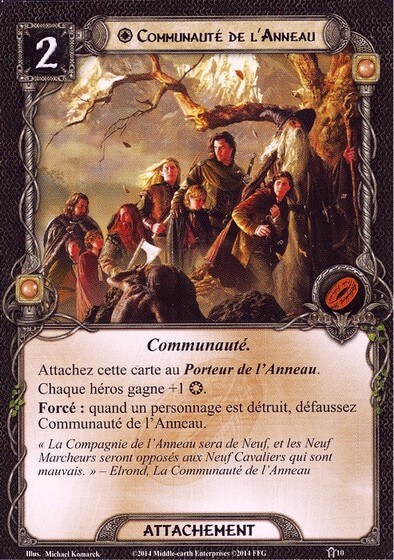 2
Communauté de l'Anneau
Communauté.
Attachez cette carte au Porteur de l'Anneau.
Chaque héros gagne +1 .
Forcé : quand un personnage est détruit, défaussez
Communauté de l'Anneau.
« La Compagnie de l'Anneau sera de Neuf, et les Neuf
Marcheurs seront opposés aux Neuf Cavaliers qui sont
mauvais. » – Elrond, La Communauté de l'Anneau
ATTACHEMENT
Illus. Michael Komarck ©2014 Middle-earth Enterprises ©2014 FFG 10